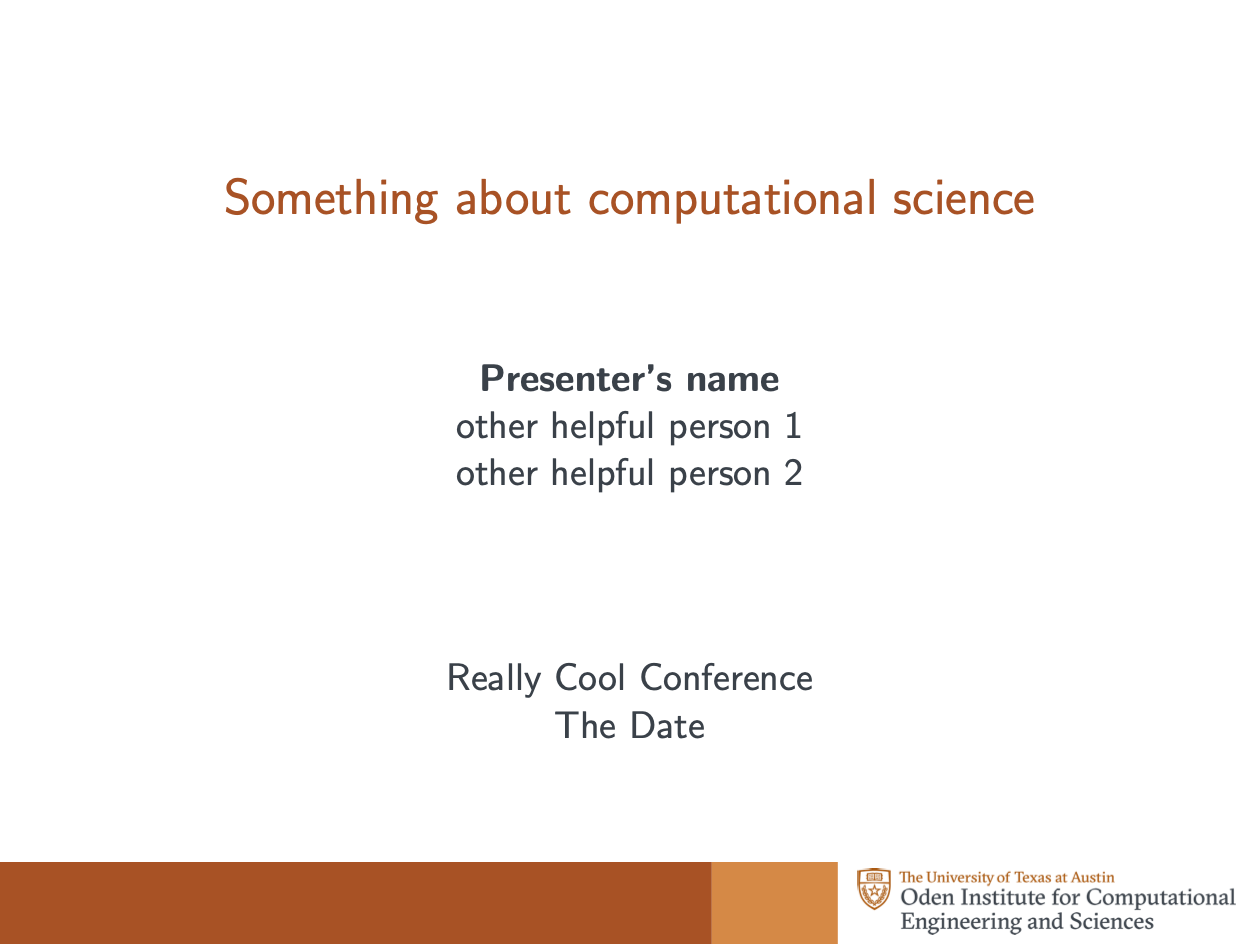 Something about computational science
Presenter's name
other helpful person 1
other helpful person 2
Really Cool Conference
The Date
The University of Texas at Austin
Oden Institute for Computational
Engineering and Sciences